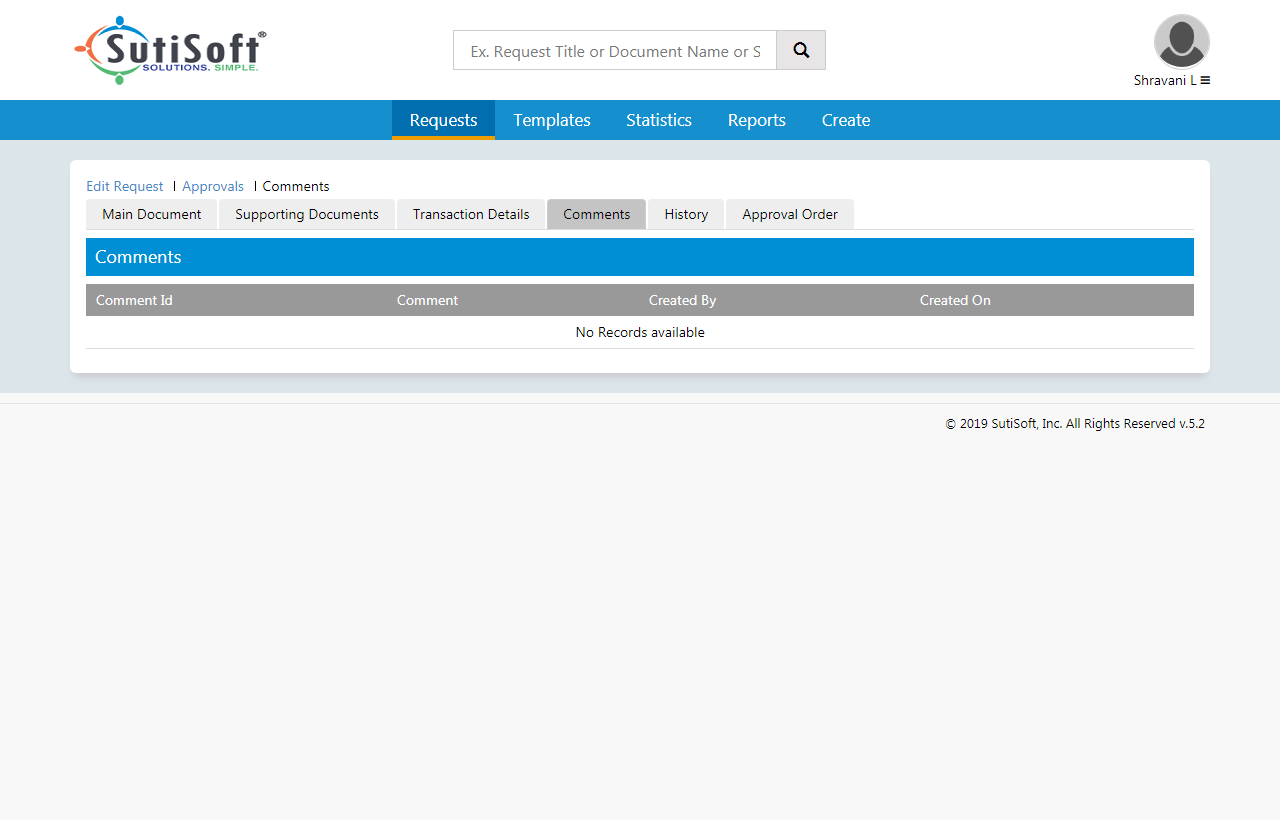 SutiSoft®
SOLUTIONS. SIMPLE.
Ex. Request Title or Document Name or S
Shravani L
Requests Templates Statistics Reports Create
Edit Request | Approvals | Comments
Main Document Supporting Documents Transaction Details Comments History Approval Order
Comments
Comment Id Comment Created By Created On
No Records available
© 2019 SutiSoft, Inc. All Rights Reserved v.5.2